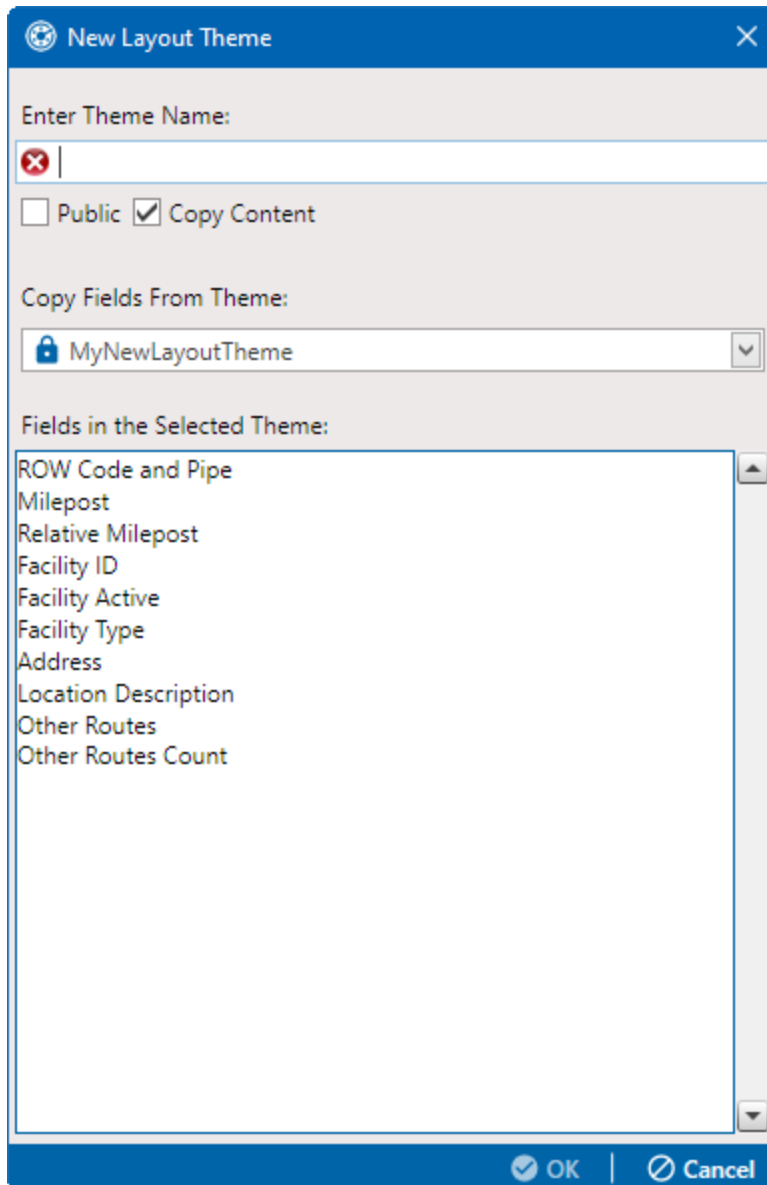 New Layout Theme
Enter Theme Name:
Public Copy Content
Copy Fields From Theme:
MyNewLayoutTheme
Fields in the Selected Theme:
ROW Code and Pipe
Milepost
Relative Milepost
Facility ID
Facility Active
Facility Type
Address
Location Description
Other Routes
Other Routes Count
OK | Cancel